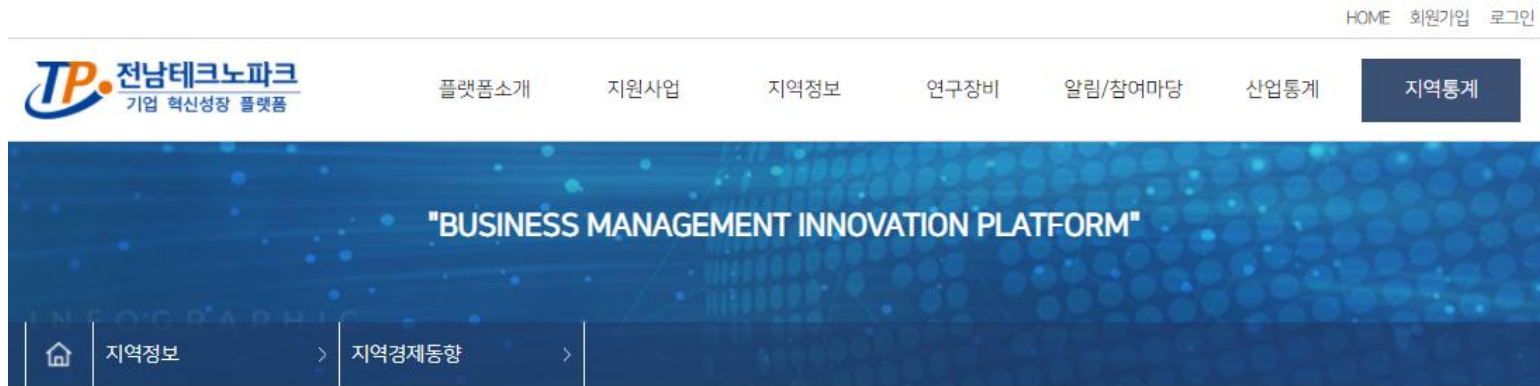 HOME 회원가입 로그인
TP 전남테크노파크
기업 혁신성장 플랫폼
플랫폼소개 지원사업 지역정보 연구장비 알림/참여마당 산업통계 지역통계
"BUSINESS MANAGEMENT INNOVATION PLATFORM"
INFOGRAPHIC
지역정보 > 지역경제동향 >